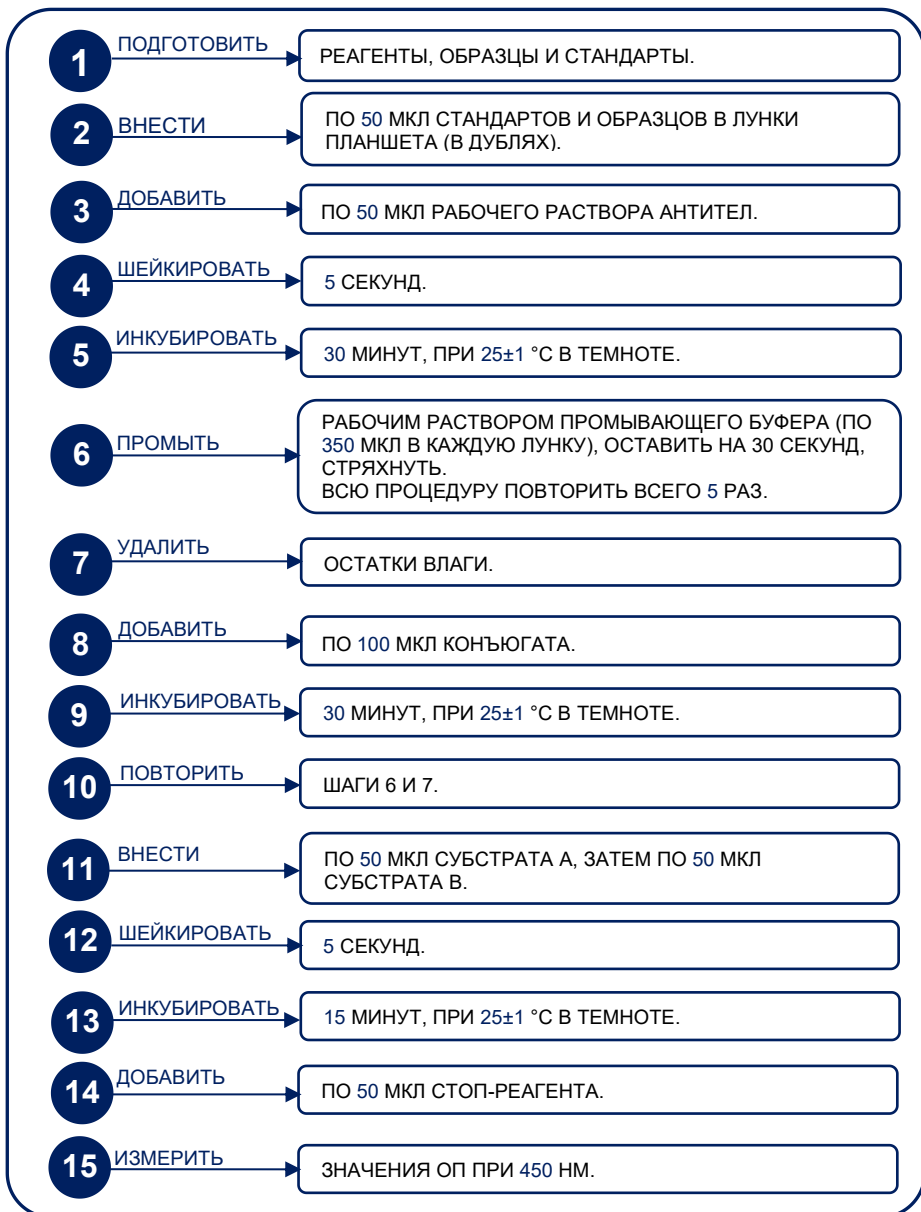 1 ПОДГОТОВИТЬ РЕАГЕНТЫ, ОБРАЗЦЫ И СТАНДАРТЫ.
2 ВНЕСТИ ПО 50 МКЛ СТАНДАРТОВ И ОБРАЗЦОВ В ЛУНКИ
ПЛАНШЕТА (В ДУБЛЯХ).
3 ДОБАВИТЬ ПО 50 МКЛ РАБОЧЕГО РАСТВОРА АНТИТЕЛ.
4 ШЕЙКИРОВАТЬ 5 СЕКУНД.
5 ИНКУБИРОВАТЬ 30 МИНУТ, ПРИ 25±1 °C В ТЕМНОТЕ.
6 ПРОМЫТЬ РАБОЧИМ РАСТВОРОМ ПРОМЫВАЮЩЕГО БУФЕРА (ПО
350 МКЛ В КАЖДУЮ ЛУНКУ), ОСТАВИТЬ НА 30 СЕКУНД,
СТРЯХНУТЬ.
ВСЮ ПРОЦЕДУРУ ПОВТОРИТЬ ВСЕГО 5 РАЗ.
7 УДАЛИТЬ ОСТАТКИ ВЛАГИ.
8 ДОБАВИТЬ ПО 100 МКЛ КОНЪЮГАТА.
9 ИНКУБИРОВАТЬ 30 МИНУТ, ПРИ 25±1 °C В ТЕМНОТЕ.
10 ПОВТОРИТЬ ШАГИ 6 И 7.
11 ВНЕСТИ ПО 50 МКЛ СУБСТРАТА А, ЗАТЕМ ПО 50 МКЛ
СУБСТРАТА В.
12 ШЕЙКИРОВАТЬ 5 СЕКУНД.
13 ИНКУБИРОВАТЬ 15 МИНУТ, ПРИ 25±1 °C В ТЕМНОТЕ.
14 ДОБАВИТЬ ПО 50 МКЛ СТОП-РЕАГЕНТА.
15 ИЗМЕРИТЬ ЗНАЧЕНИЯ ОП ПРИ 450 НМ.